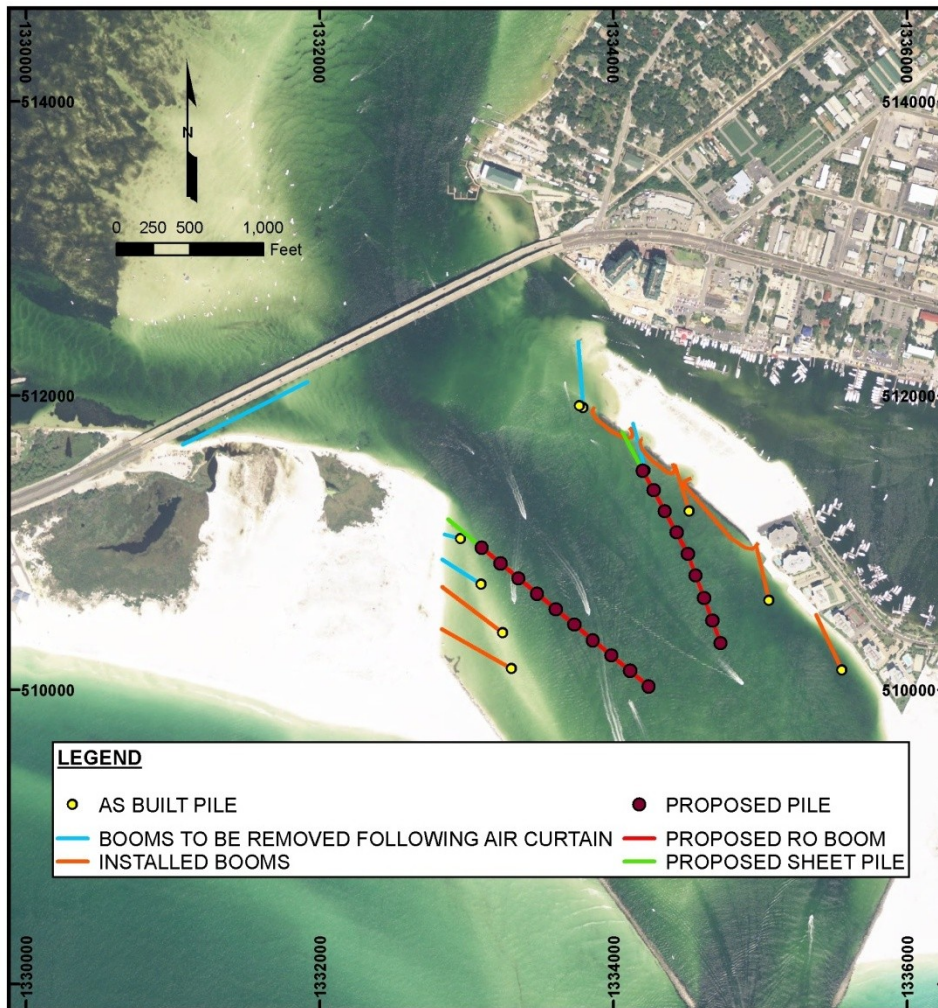 1330000
1332000
1334000
1336000
514000
514000
N
0 250 500 1,000
Feet
512000
512000
510000
510000
LEGEND
AS BUILT PILE
PROPOSED PILE
BOOMS TO BE REMOVED FOLLOWING AIR CURTAIN
PROPOSED RO BOOM
INSTALLED BOOMS
PROPOSED SHEET PILE
1330000
1332000
1334000
1336000